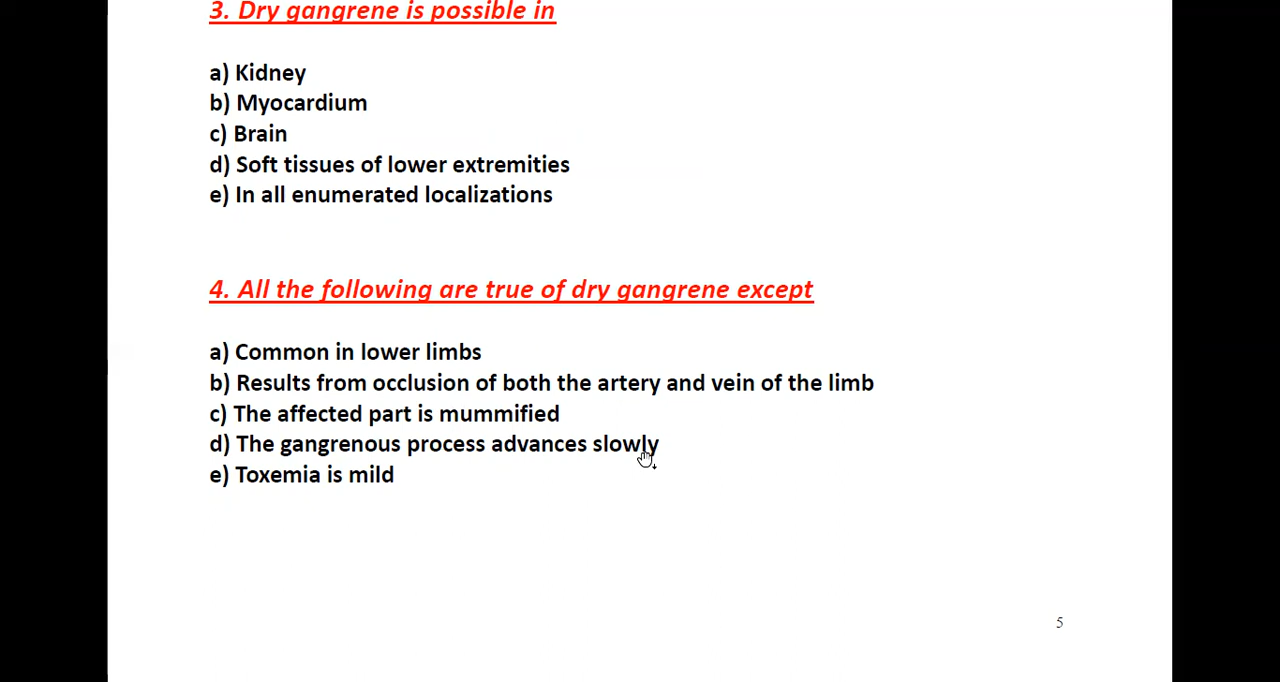 3. Dry gangrene is possible in
a) Kidney
b) Myocardium
c) Brain
d) Soft tissues of lower extremities
e) In all enumerated localizations
4. All the following are true of dry gangrene except
a) Common in lower limbs
b) Results from occlusion of both the artery and vein of the limb
c) The affected part is mummified
d) The gangrenous process advances slowly
e) Toxemia is mild
5